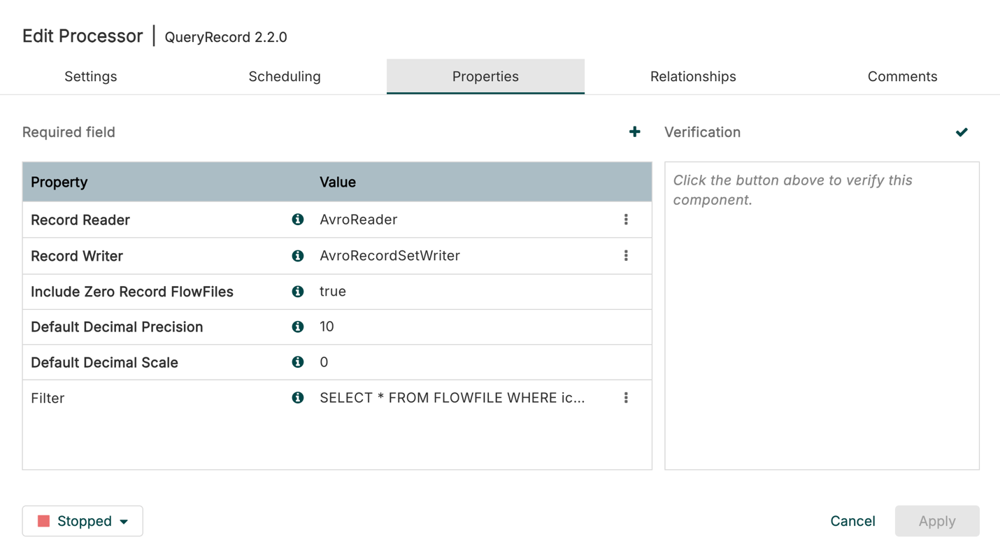 Edit Processor | QueryRecord 2.2.0
Settings Scheduling Properties Relationships Comments
Required field
Verification
Property Value
Record Reader AvroReader
Record Writer AvroRecordSetWriter
Include Zero Record FlowFiles true
Default Decimal Precision 10
Default Decimal Scale 0
Filter SELECT * FROM FLOWFILE WHERE ic...
Click the button above to verify this
component.
Stopped
Cancel Apply